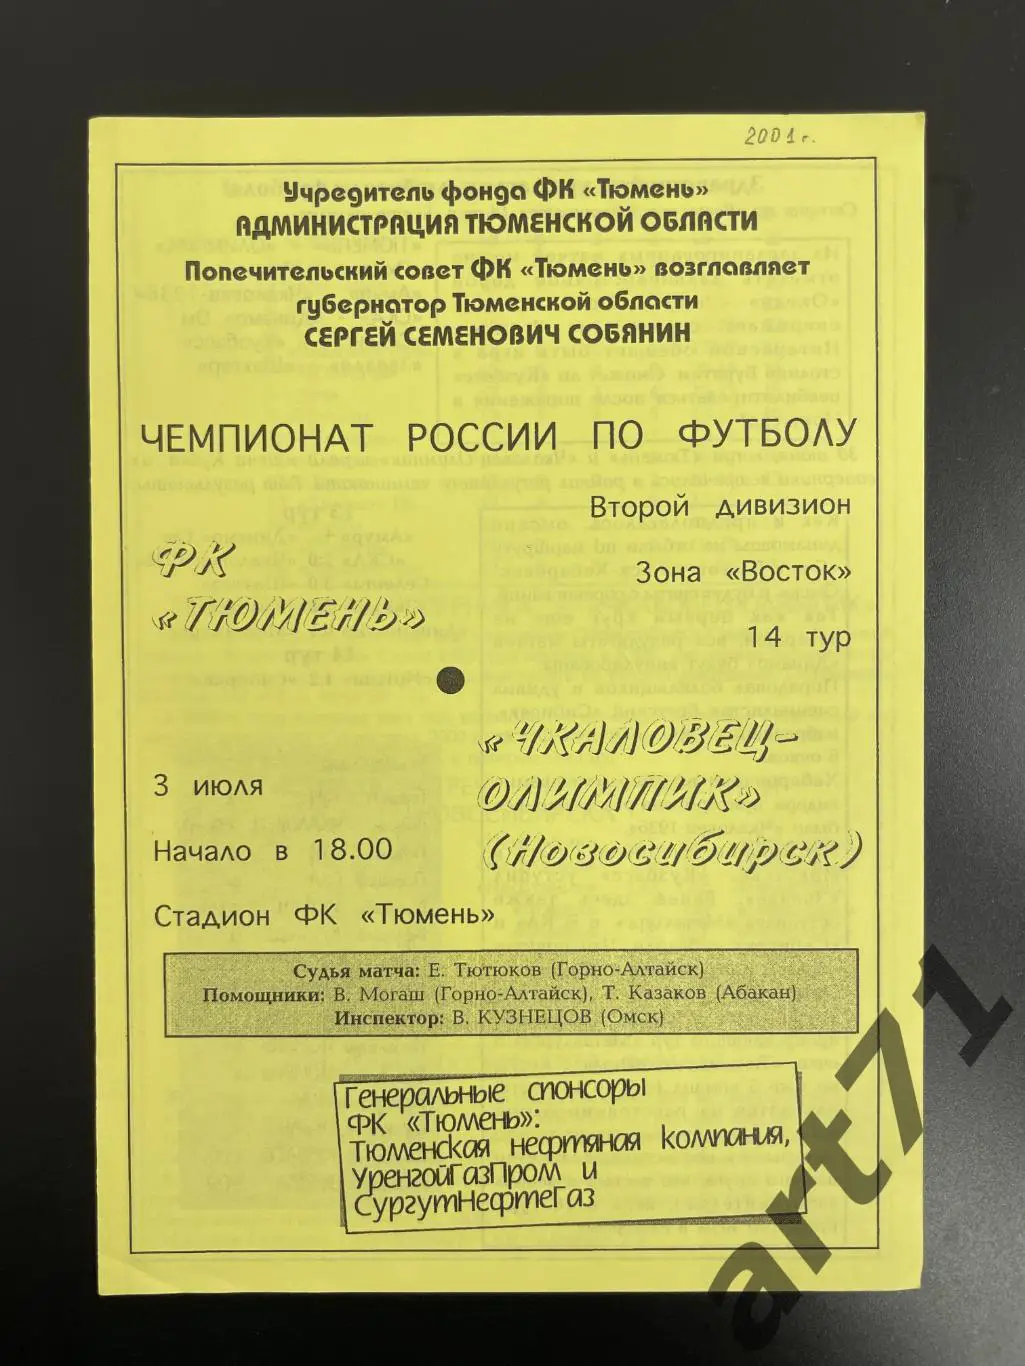 2001 г.
Учредитель фонда ФК «Тюмень»
АДМИНИСТРАЦИЯ ТЮМЕНСКОЙ ОБЛАСТИ
Попечительский совет ФК «Тюмень» возглавляет
губернатор Тюменской области
СЕРГЕЙ СЕМЕНОВИЧ СОБЯНИН
ЧЕМПИОНАТ РОССИИ ПО ФУТБОЛУ
Второй дивизион
Зона «Восток»
14 тур
ФК
«ТЮМЕНЬ»
«ЧКАЛОВЕЦ-
ОЛИМПИК»
(Новосибирск)
3 июля
Начало в 18.00
Стадион ФК «Тюмень»
Судья матча: Е. Тютюков (Горно-Алтайск)
Помощники: В. Могаш (Горно-Алтайск), Т. Казаков (Абакан)
Инспектор: В. КУЗНЕЦОВ (Омск)
Генеральные спонсоры
ФК «Тюмень»:
Тюменская нефтяная компания,
УренгойГазПром и
СургутНефтеГаз
art71